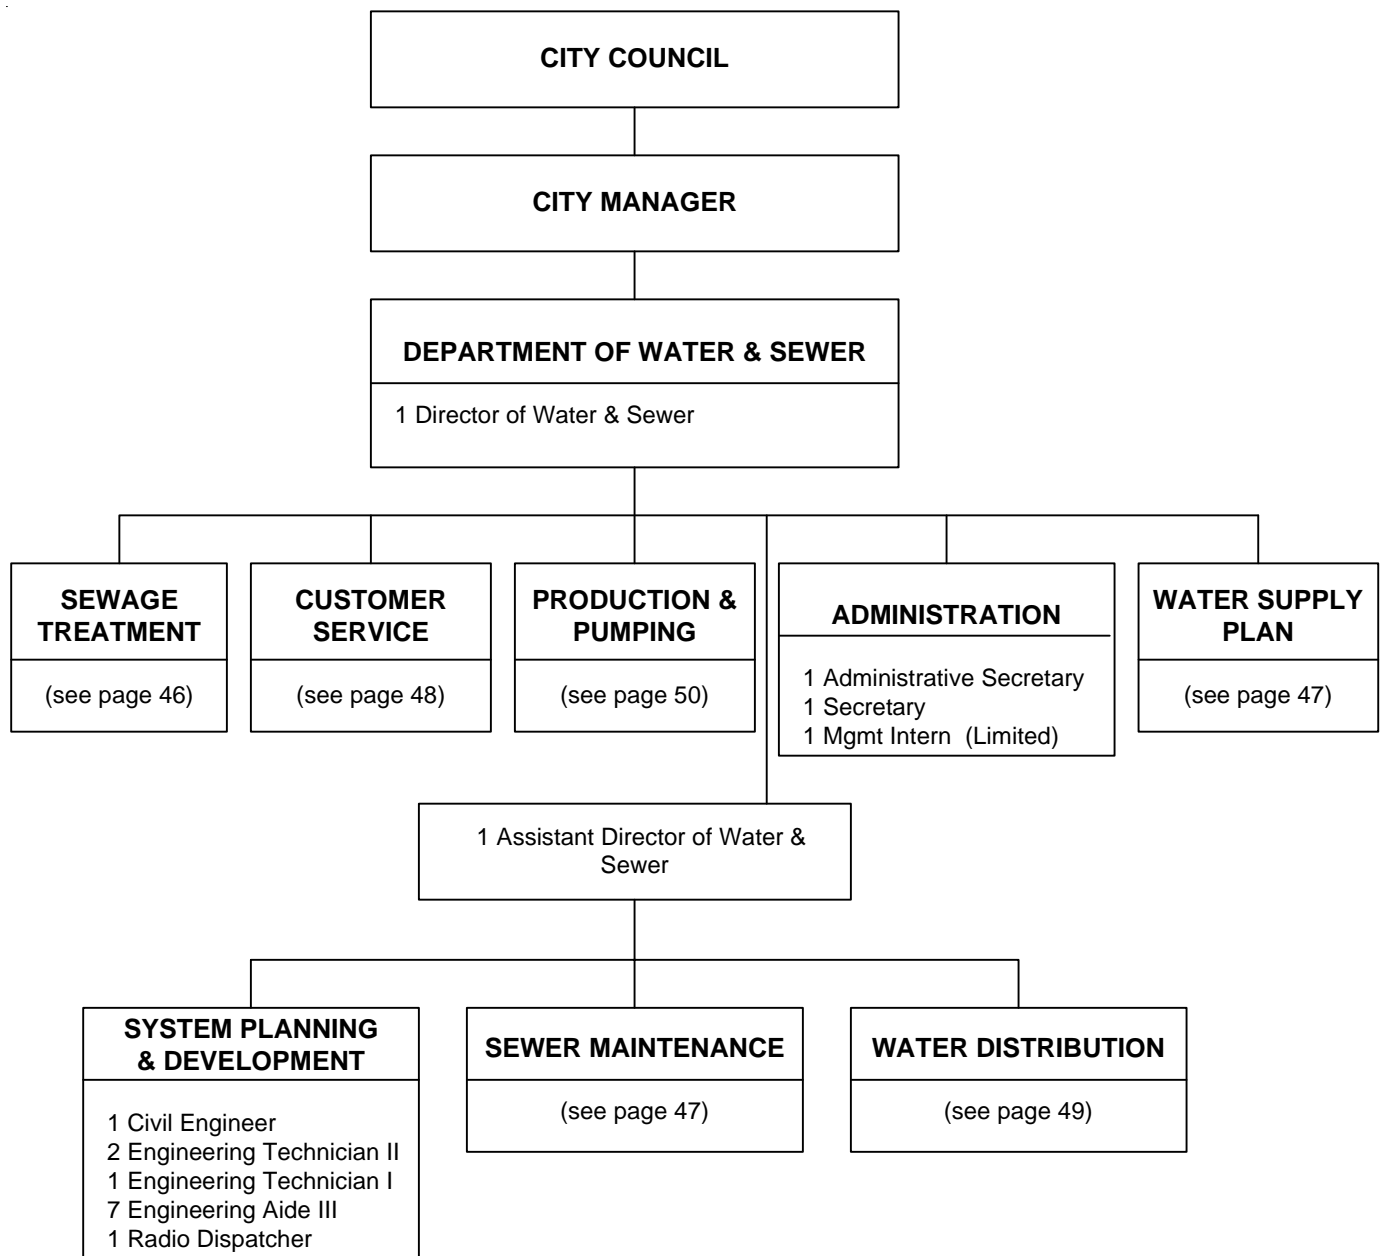 CITY COUNCIL
CITY MANAGER
DEPARTMENT OF WATER & SEWER
1 Director of Water & Sewer
SEWAGE
TREATMENT
(see page 46)
CUSTOMER
SERVICE
(see page 48)
PRODUCTION &
PUMPING
(see page 50)
ADMINISTRATION
1 Administrative Secretary
1 Secretary
1 Mgmt Intern (Limited)
WATER SUPPLY
PLAN
(see page 47)
1 Assistant Director of Water &
Sewer
SYSTEM PLANNING
& DEVELOPMENT
1 Civil Engineer
2 Engineering Technician II
1 Engineering Technician I
7 Engineering Aide III
1 Radio Dispatcher
SEWER MAINTENANCE
(see page 47)
WATER DISTRIBUTION
(see page 49)